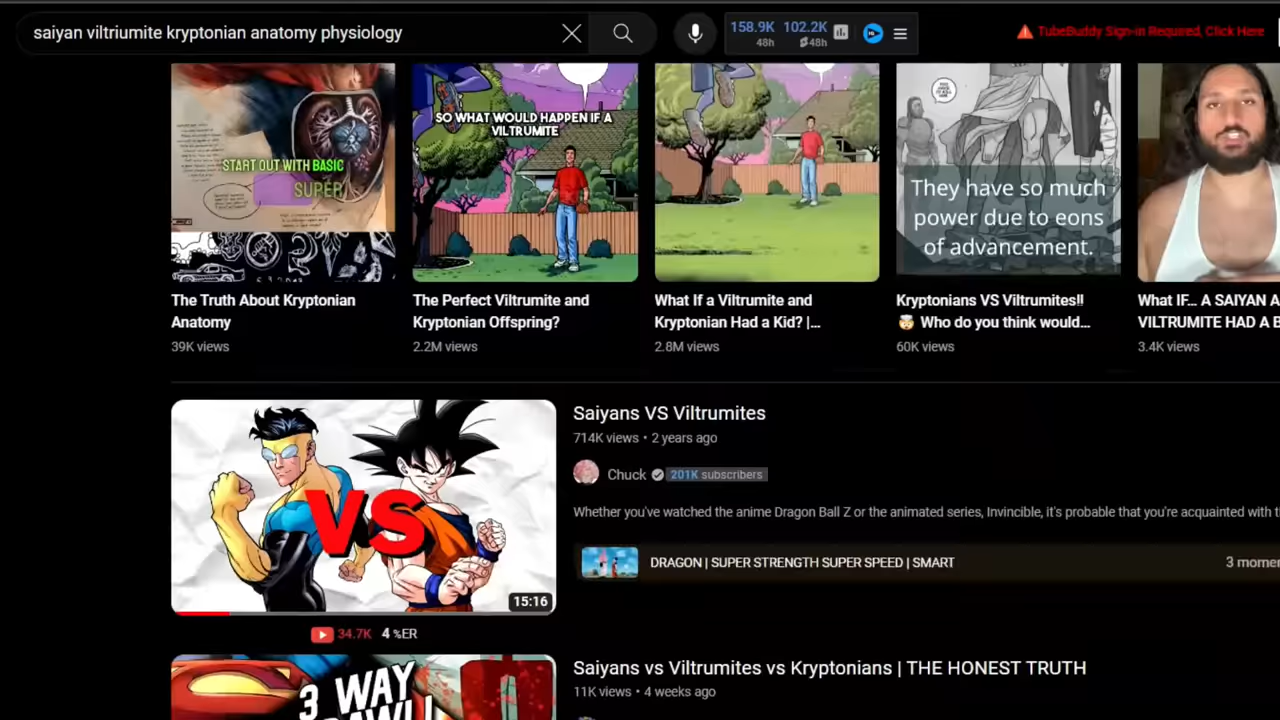 saiyan viltriumite kryptonian anatomy physiology
158.9K 102.2K
48h 48h
TubeBuddy Sign-in Required, Click Here
START OUT WITH BASIC
SUPER
SO WHAT WOULD HAPPEN IF A
VILTRUMITE
They have so much
power due to eons
of advancement.
The Truth About Kryptonian
Anatomy
39K views
The Perfect Viltrumite and
Kryptonian Offspring?
2.2M views
What If a Viltrumite and
Kryptonian Had a Kid? |...
2.8M views
Kryptonians VS Viltrumites!!
🤯 Who do you think would...
60K views
What IF... A SAIYAN A
VILTRUMITE HAD A B
3.4K views
VS
15:16
34.7K 4 %ER
Saiyans VS Viltrumites
714K views • 2 years ago
Chuck 201K subscribers
Whether you've watched the anime Dragon Ball Z or the animated series, Invincible, it's probable that you're acquainted with t
DRAGON | SUPER STRENGTH SUPER SPEED | SMART
3 momen
3 WAY
Saiyans vs Viltrumites vs Kryptonians | THE HONEST TRUTH
11K views • 4 weeks ago